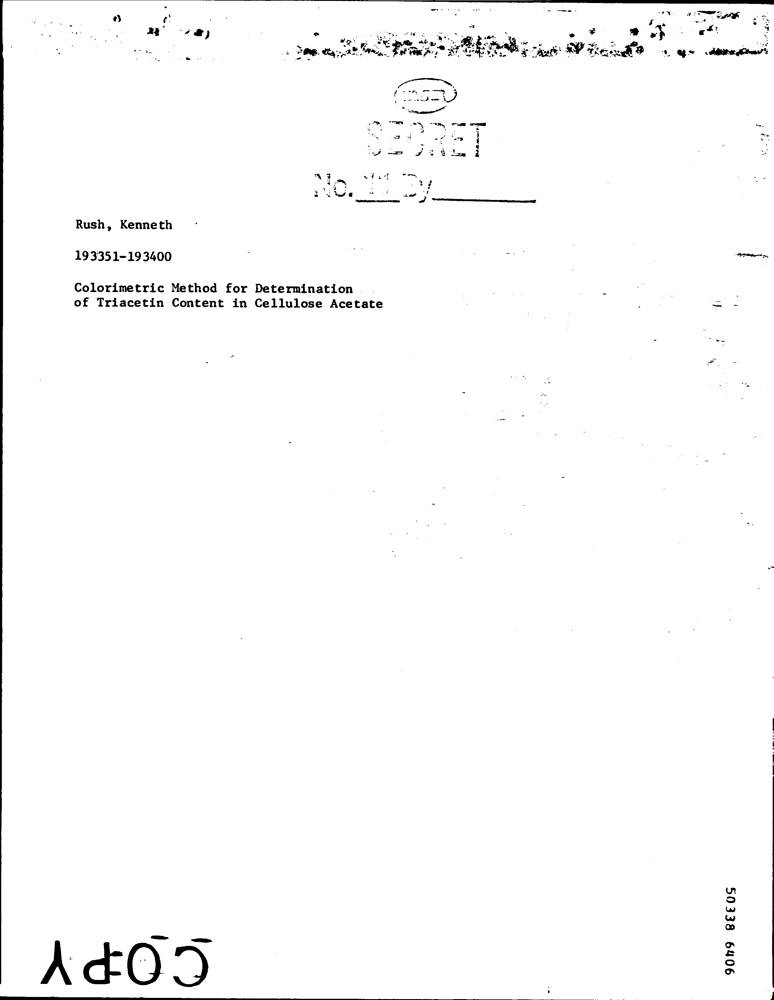 SECRET
No. 11 By
Rush, Kenneth
193351-193400
Colorimetric Method for Determination
of Triacetin Content in Cellulose Acetate
50338 6406
COPY